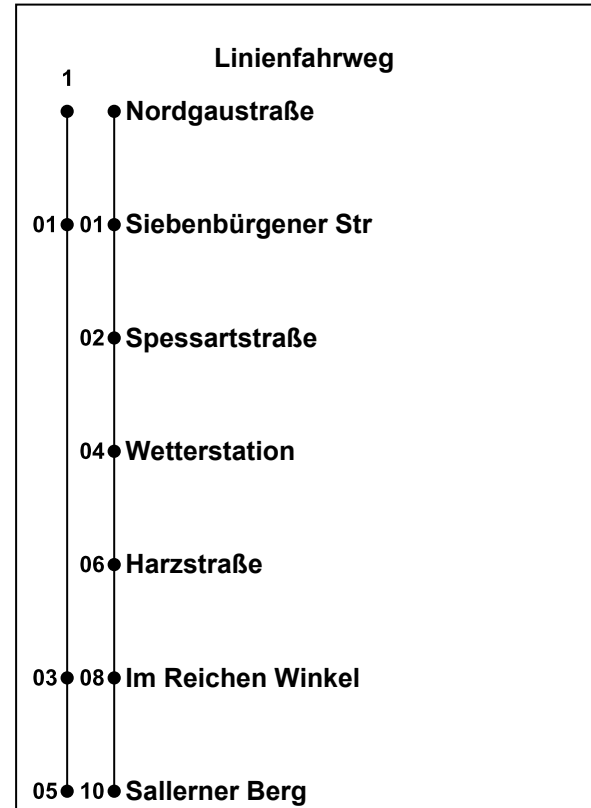 Linienfahrweg
1
Nordgaustraße
01 01 Siebenbürgener Str
02 Spessartstraße
04 Wetterstation
06 Harzstraße
03 08 Im Reichen Winkel
05 10 Sallerner Berg